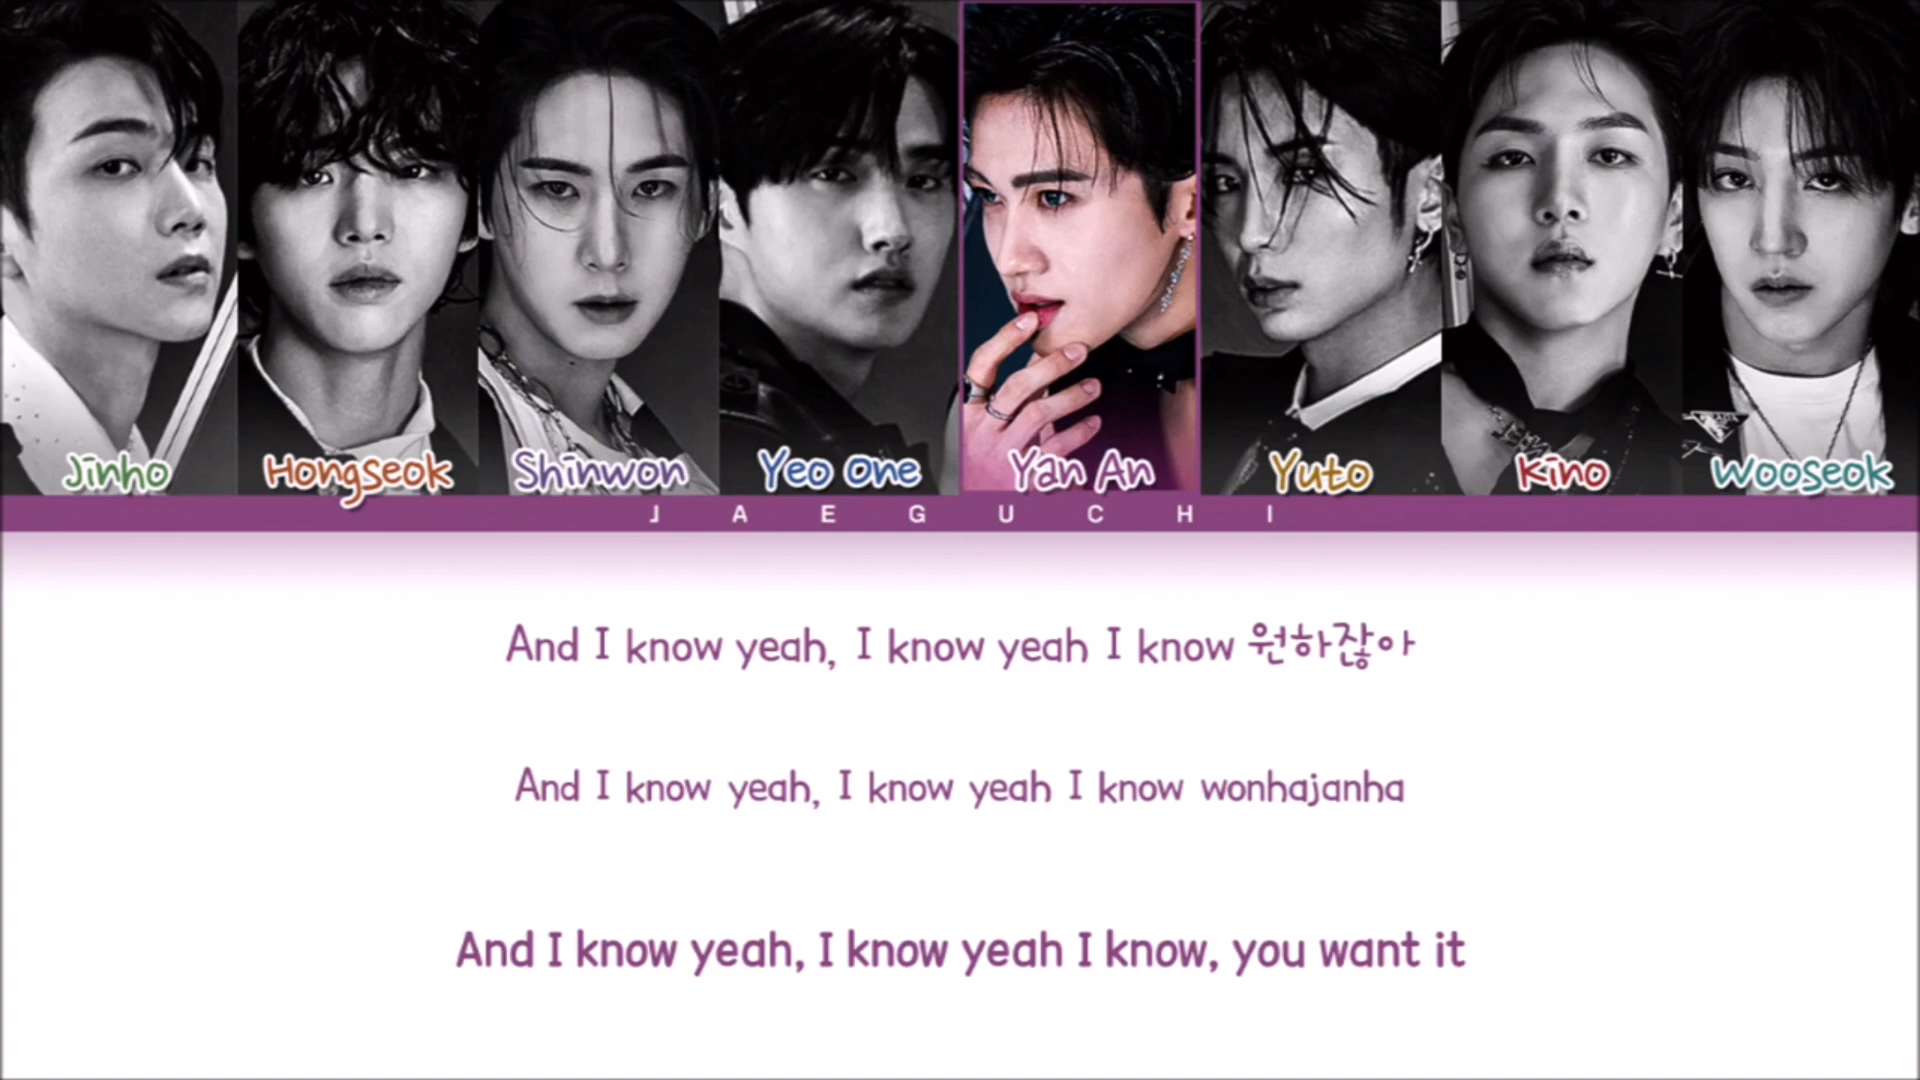 Jinho Hongseok Shinwon Yeo One Yan An Yuto Kino Wooseok
JAEGUCHI
And I know yeah, I know yeah I know 원하잖아
And I know yeah, I know yeah I know wonhajanha
And I know yeah, I know yeah I know, you want it